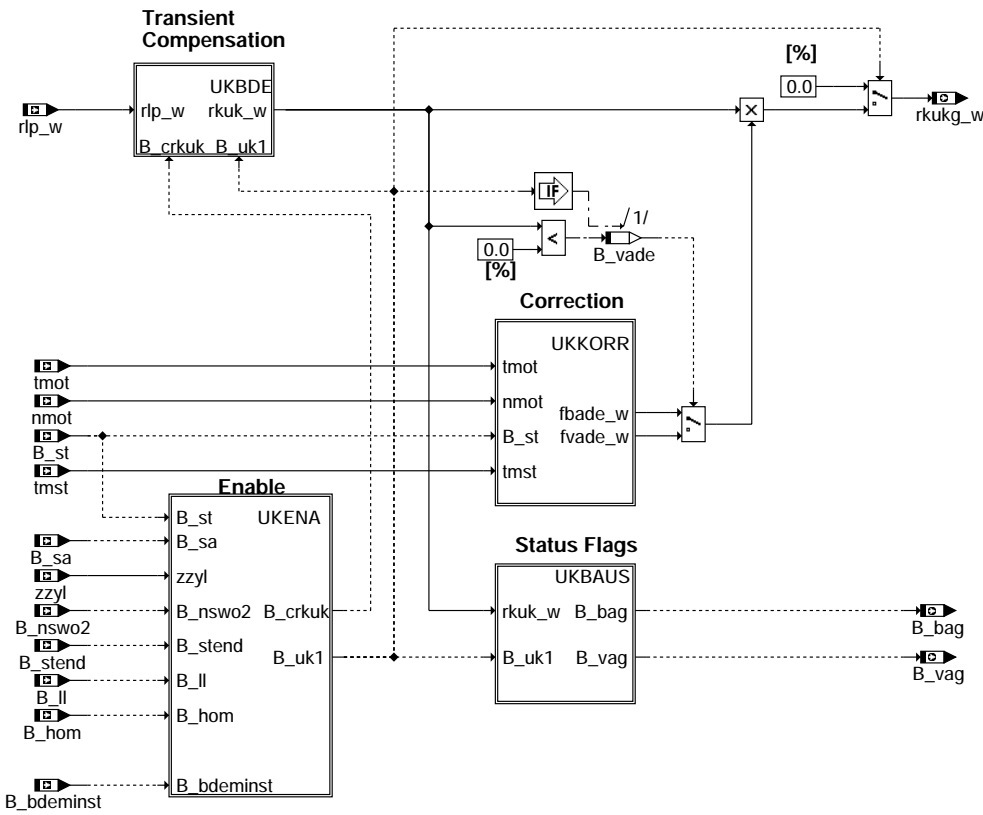 Transient
Compensation
[%]
UKBDE
0.0
rlp_w
rkuk_w
rlp_w
rkukg_w
B_crkuk
B_uk1
IF
/1/
<
0.0
B_vade
[%]
Correction
UKKORR
tmot
tmot
nmot
nmot
fbade_w
B_st
B_st
fvade_w
tmst
tmst
Enable
B_st
UKENA
B_sa
B_sa
Status Flags
zzyl
zzyl
UKBAUS
B_nswo2
B_crkuk
rkuk_w
B_bag
B_nswo2
B_bag
B_stend
B_stend
B_uk1
B_uk1
B_vag
B_vag
B_ll
B_ll
B_hom
B_hom
B_bdeminst
B_bdeminst